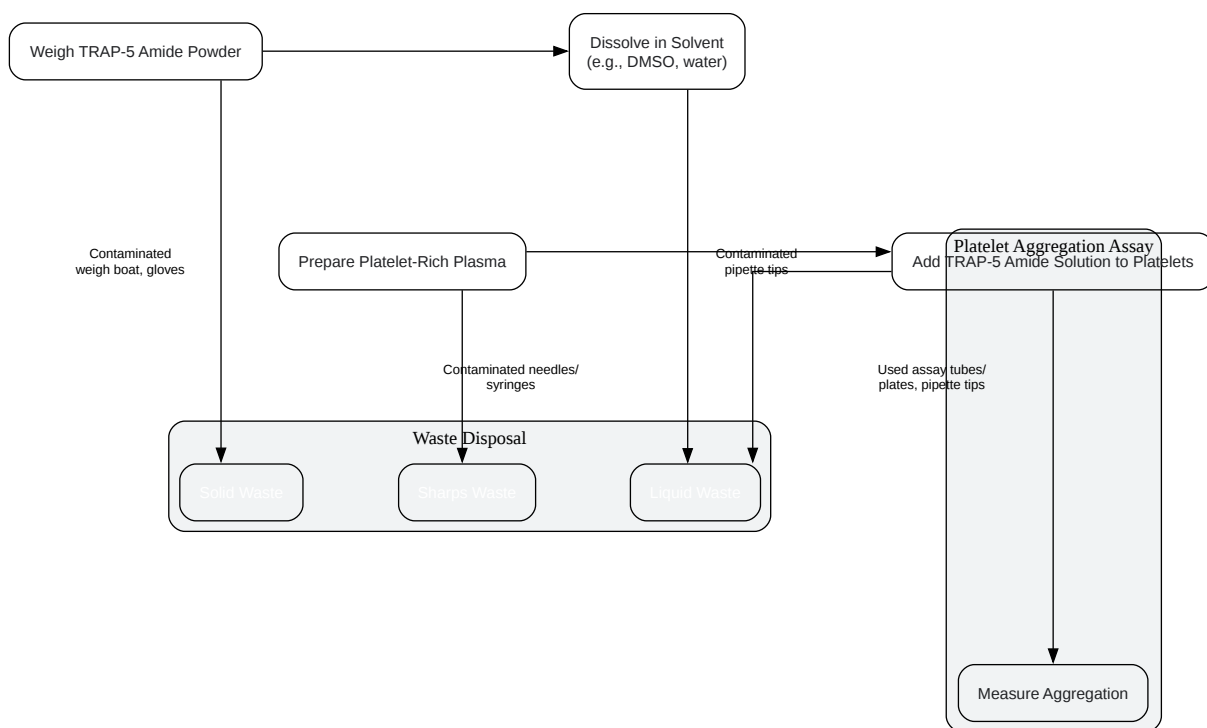 Weigh TRAP-5 Amide Powder
Dissolve in Solvent
(e.g., DMSO, water)
Contaminated
weigh boat, gloves
Prepare Platelet-Rich Plasma
Contaminated
pipette tips
Platelet Aggregation Assay
Add TRAP-5 Amide Solution to Platelets
Contaminated needles/
syringes
Used assay tubes/
plates, pipette tips
Waste Disposal
Solid Waste
Sharps Waste
Liquid Waste
Measure Aggregation